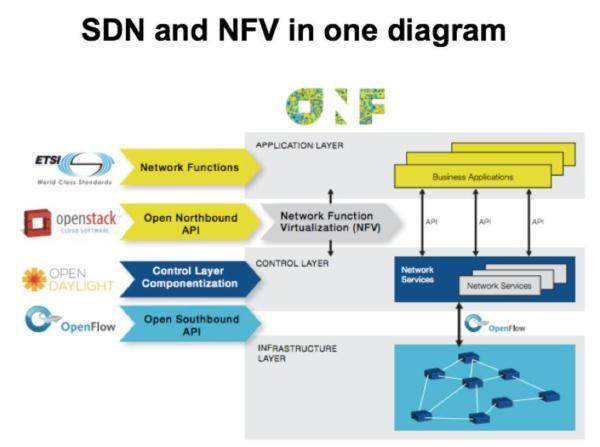 SDN and NFV in one diagram
ONF
APPLICATION LAYER
ETSI
World Class Standards
Network Functions
Business Applications
openstack
CLOUD SOFTWARE
Open Northbound
API
Network Function
Virtualization (NFV)
API
API
API
OPEN
DAYLIGHT
Control Layer
Componentization
CONTROL LAYER
Network
Services
Network Services
OpenFlow
Open Southbound
API
OpenFlow
INFRASTRUCTURE
LAYER